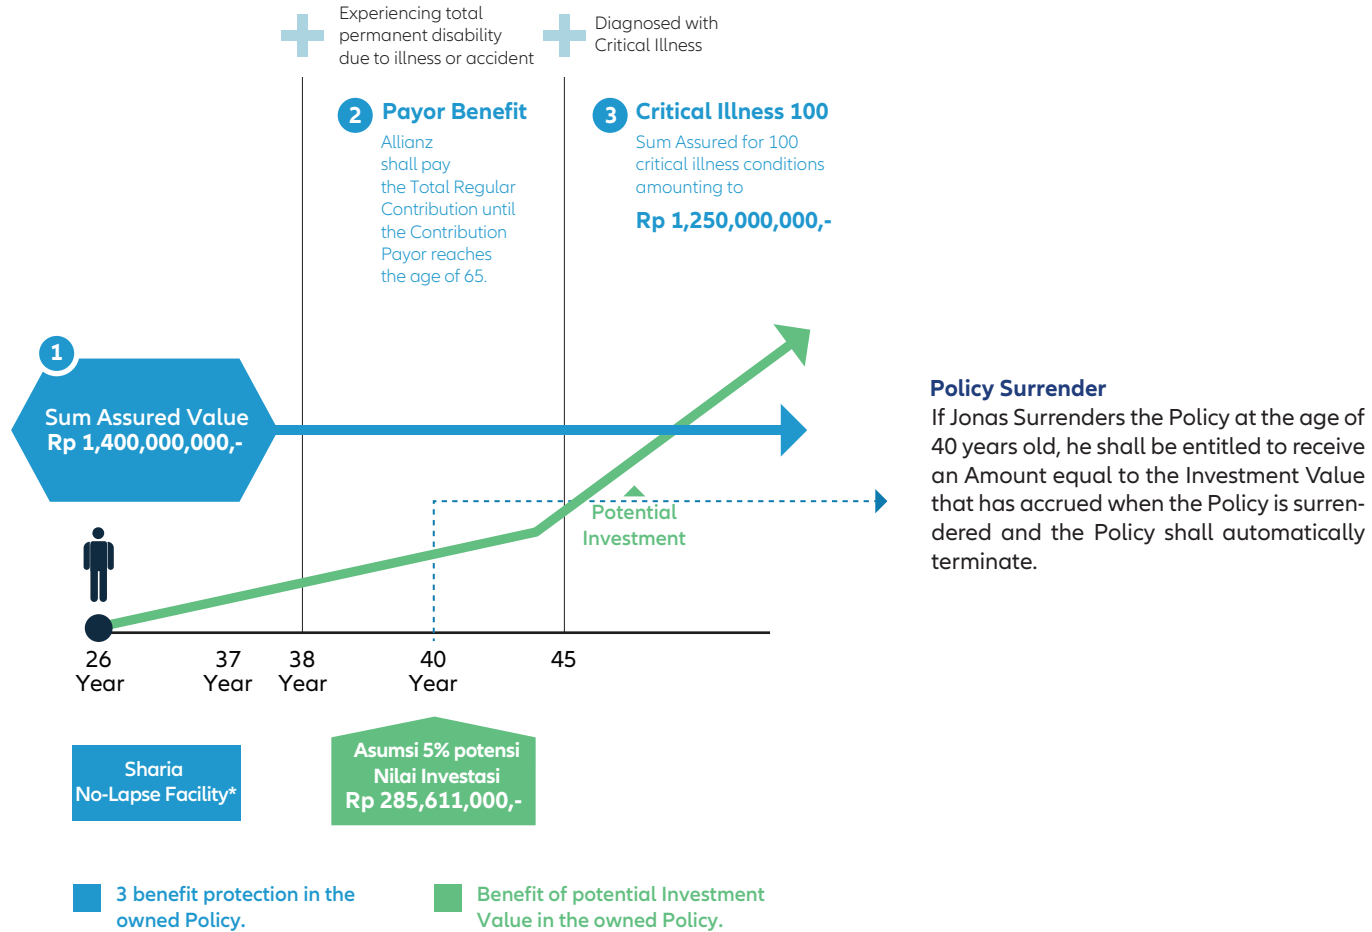 Experiencing total
permanent disability
due to illness or accident
Diagnosed with
Critical Illness
2 Payor Benefit
Allianz
shall pay
the Total Regular
Contribution until
the Contribution
Payor reaches
the age of 65.
3 Critical Illness 100
Sum Assured for 100
critical illness conditions
amounting to
Rp 1,250,000,000,-
1
Sum Assured Value
Rp 1,400,000,000,-
Potential
Investment
Policy Surrender
If Jonas Surrenders the Policy at the age of
40 years old, he shall be entitled to receive
an Amount equal to the Investment Value
that has accrued when the Policy is surren-
dered and the Policy shall automatically
terminate.
26
Year
37
Year
38
Year
40
Year
45
Sharia
No-Lapse Facility*
Asumsi 5% potensi
Nilai Investasi
Rp 285,611,000,-
3 benefit protection in the
owned Policy.
Benefit of potential Investment
Value in the owned Policy.